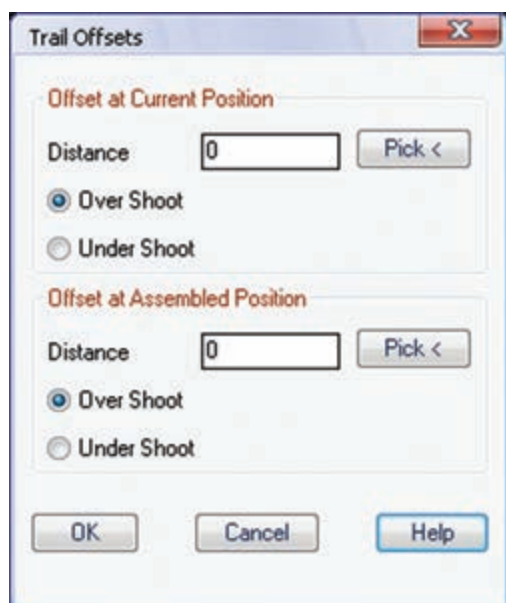 Trail Offsets
Offset at Current Position
Distance 0 Pick <
Over Shoot
Under Shoot
Offset at Assembled Position
Distance 0 Pick <
Over Shoot
Under Shoot
OK Cancel Help